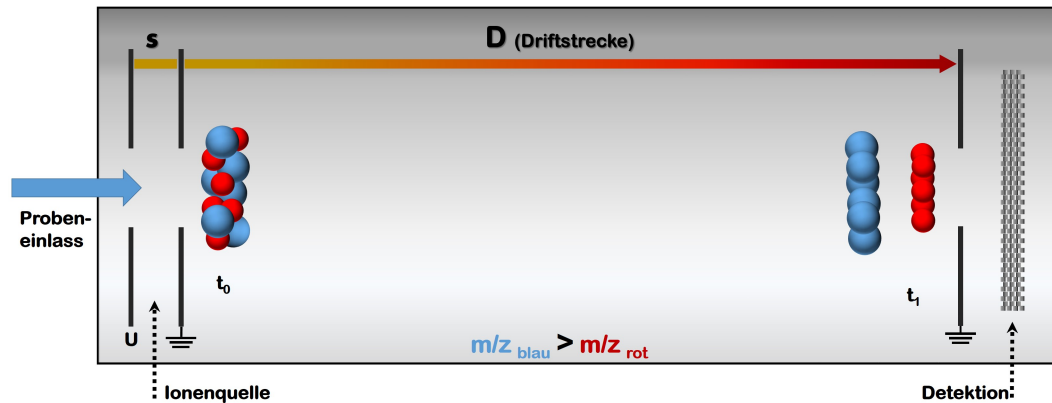 s
D (Driftstrecke)
Proben-
einlass
t0
t1
U
m/z blau > m/z rot
Ionenquelle
Detektion